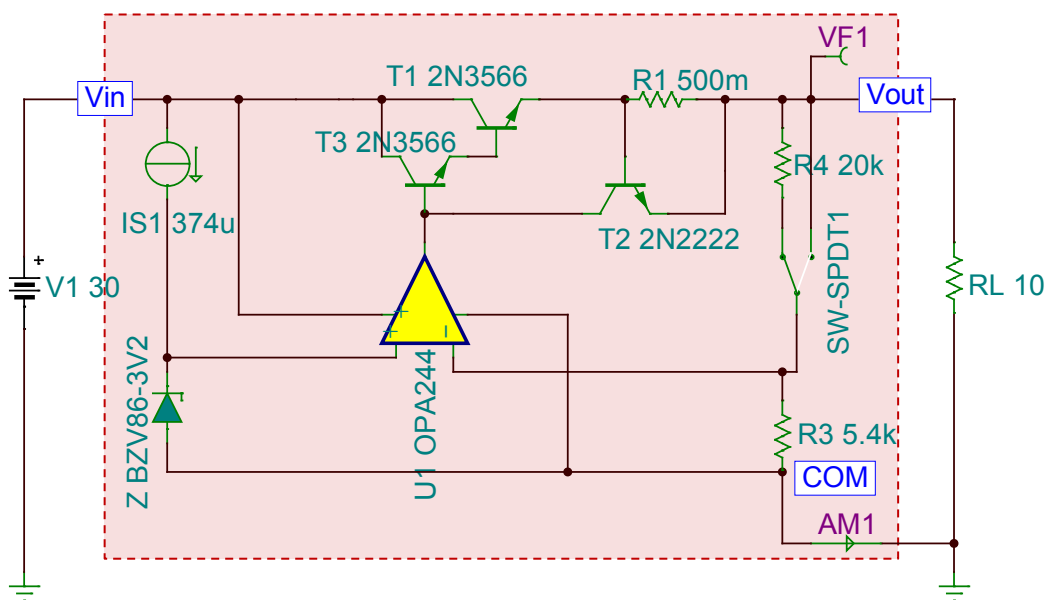 VF1
T1 2N3566
R1 500m
Vin
Vout
T3 2N3566
R4 20k
IS1 374u
T2 2N2222
+
V1 30
SW-SPDT1
RL 10
+
+
Z BZV86-3V2
U1 OPA244
R3 5.4k
COM
AM1